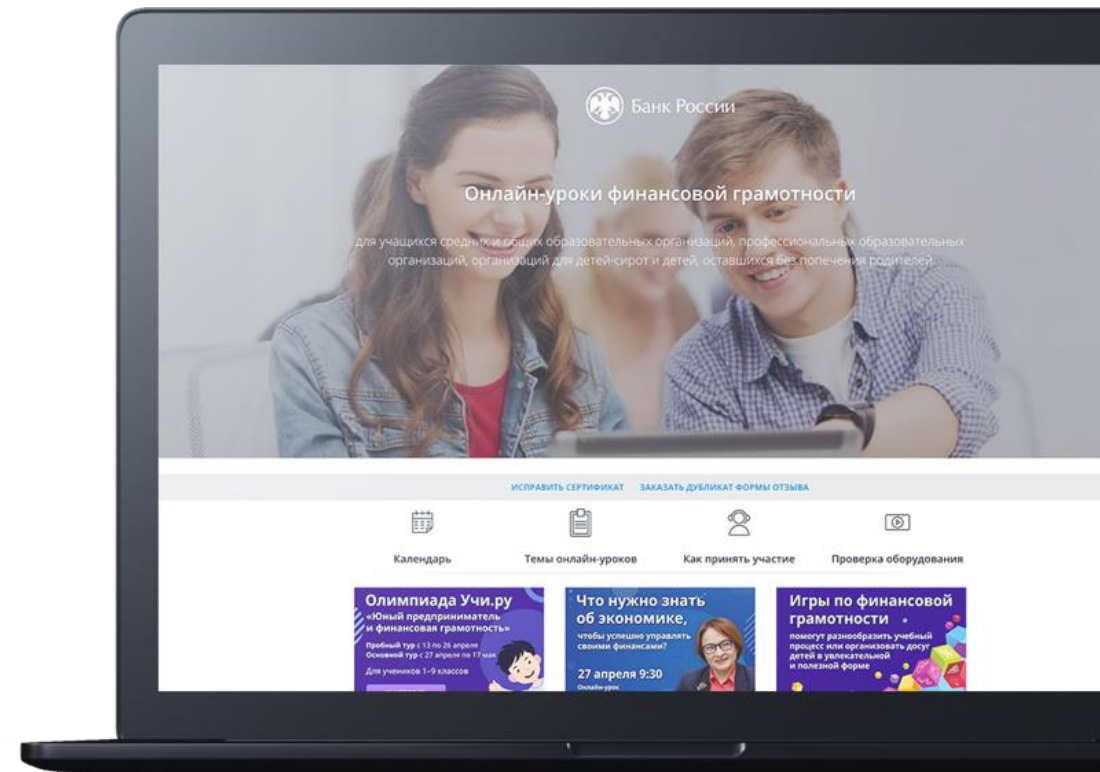 Банк России
Онлайн-уроки финансовой грамотности
для учащихся средних и общих образовательных организаций, профессиональных образовательных
организаций, организаций для детей-сирот и детей, оставшихся без попечения родителей.
ИСПРАВИТЬ СЕРТИФИКАТ ЗАКАЗАТЬ ДУБЛИКАТ ФОРМЫ ОТЗЫВА
Календарь
Темы онлайн-уроков
Как принять участие
Проверка оборудования
Олимпиада Учи.ру
«Юный предприниматель
и финансовая грамотность»
Пробный тур с 13 по 26 апреля
Основной тур с 27 апреля по 17 мая
Для учеников 1–9 классов
Что нужно знать
об экономике,
чтобы успешно управлять
своими финансами?
27 апреля 9:30
Онлайн-урок
Игры по финансовой
грамотности
помогут разнообразить учебный
процесс или организовать досуг
детей в увлекательной
и полезной форме